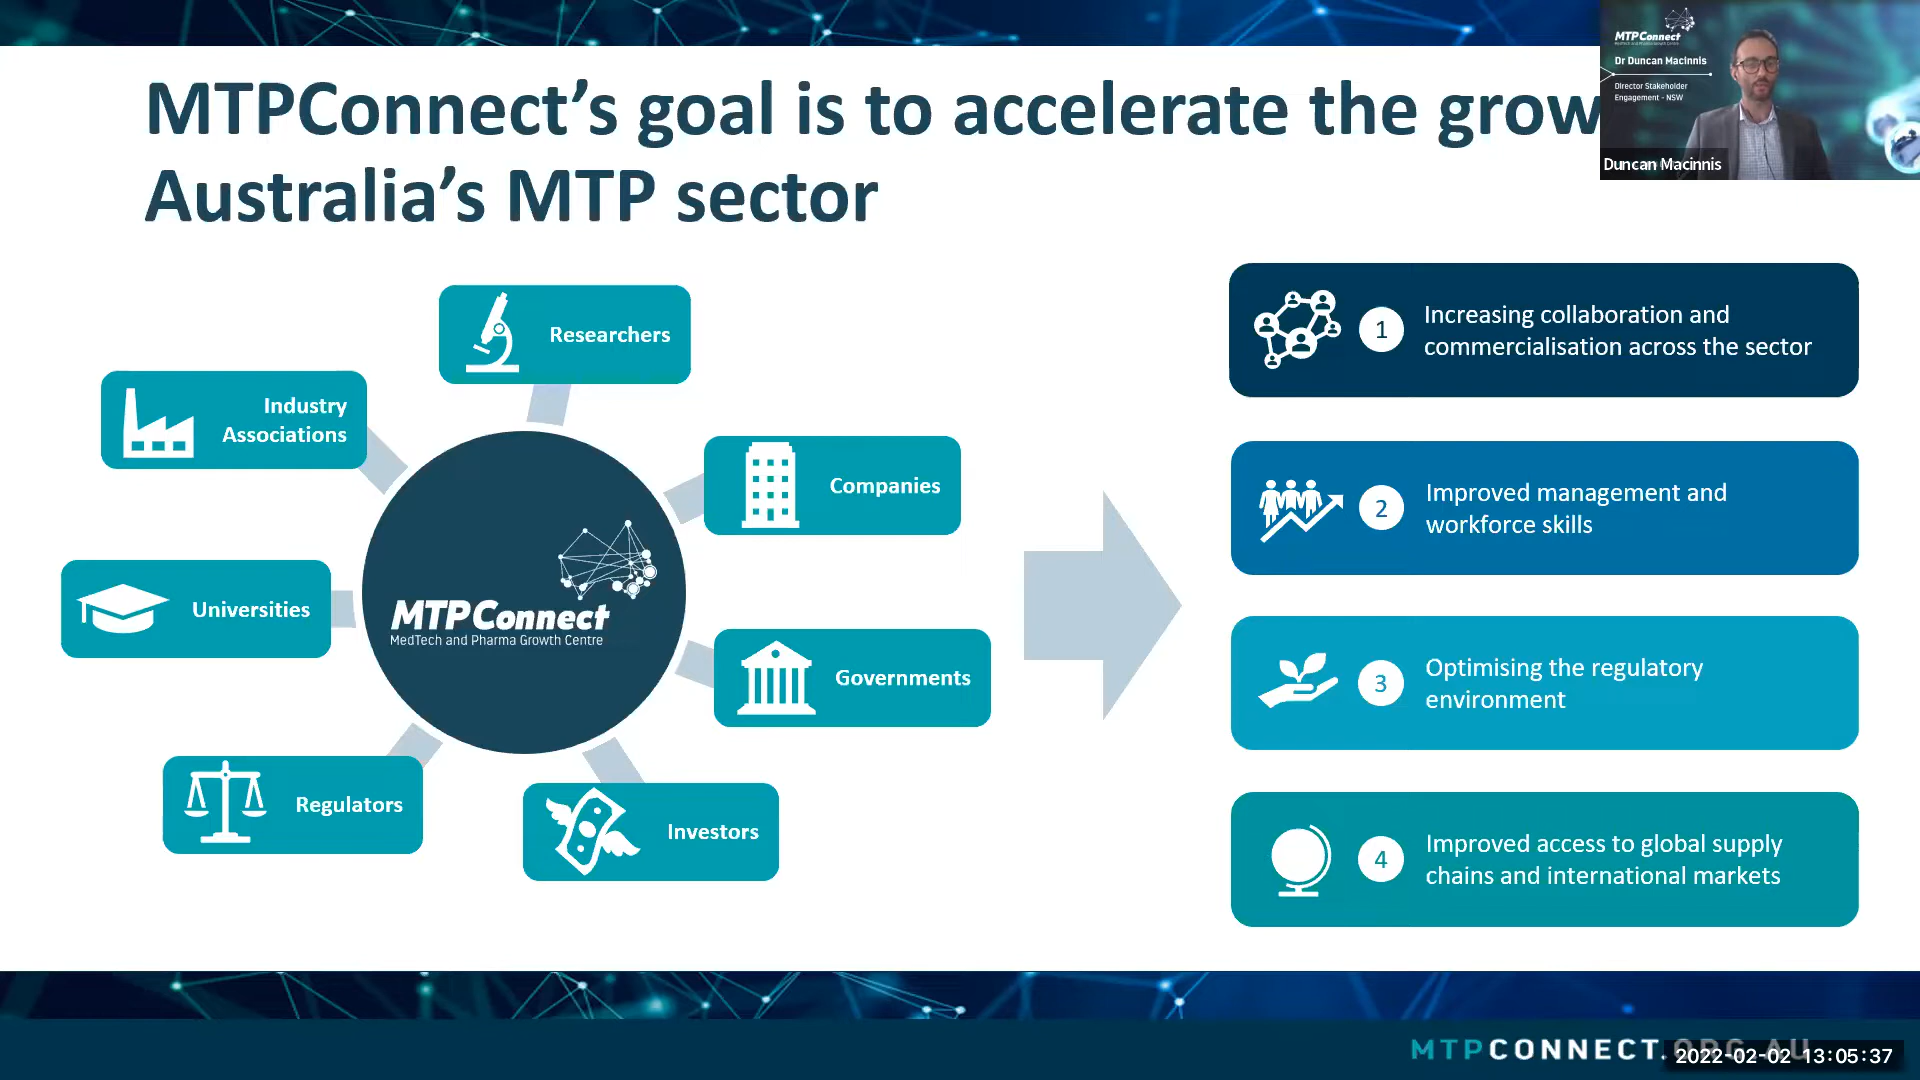 MTPConnect’s goal is to accelerate the grow
Australia’s MTP sector
MTPConnect
Dr Duncan Macinnis
Director Stakeholder
Engagement - NSW
Duncan Macinnis
Researchers
Industry
Associations
Companies
Universities
MTPConnect
MedTech and Pharma Growth Centre
Governments
Regulators
Investors
1
Increasing collaboration and
commercialisation across the sector
2
Improved management and
workforce skills
3
Optimising the regulatory
environment
4
Improved access to global supply
chains and international markets
MTPCONNECT.ORG.AU
2022-02-02 13:05:37